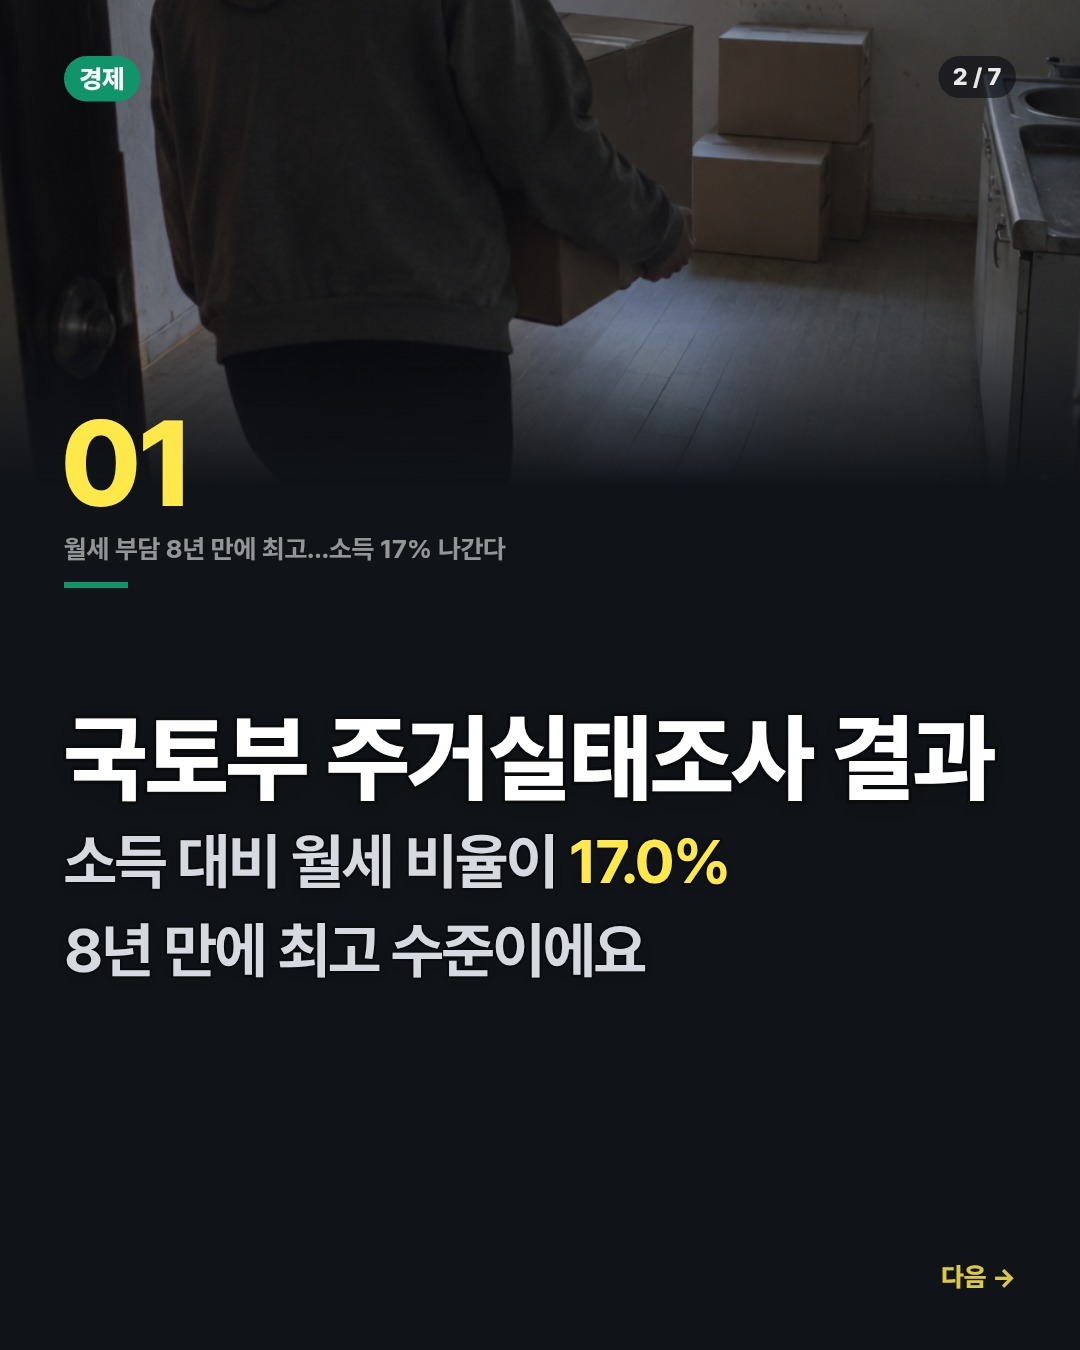 경제
2 / 7
01
월세 부담 8년 만에 최고...소득 17% 나간다
국토부 주거실태조사 결과
소득 대비 월세 비율이 17.0%
8년 만에 최고 수준이에요
다음 →